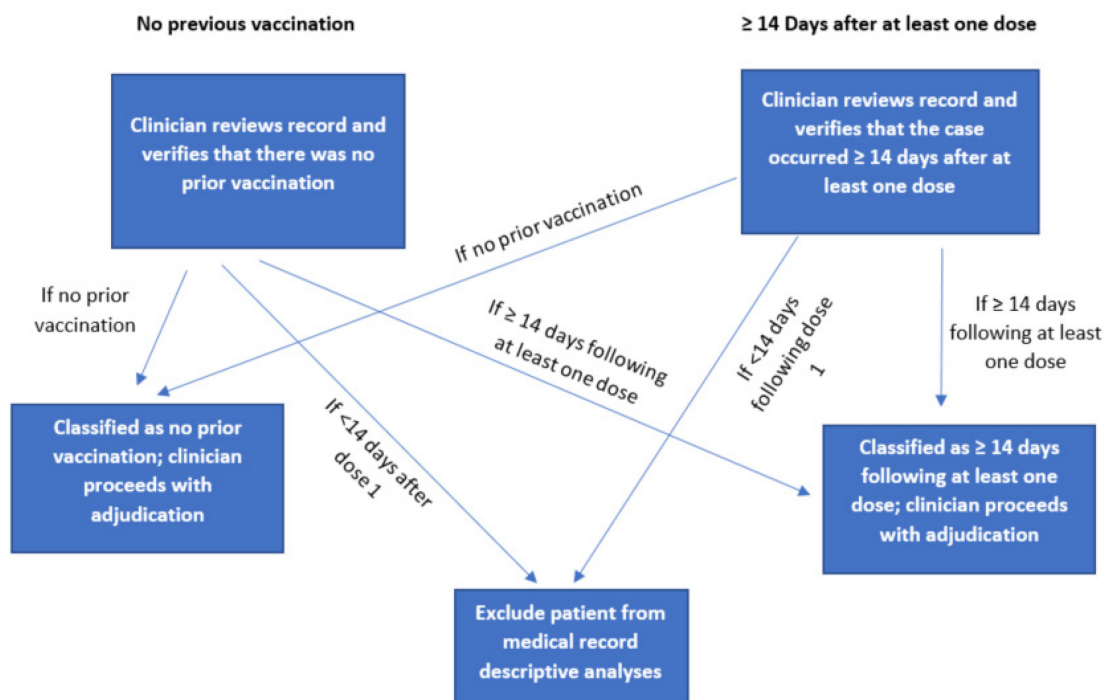 No previous vaccination
≥ 14 Days after at least one dose
Clinician reviews record and
verifies that there was no
prior vaccination
Clinician reviews record and
verifies that the case
occurred ≥ 14 days after at
least one dose
If no prior
vaccination
If no prior vaccination
If ≥ 14 days following
at least one dose
If <14 days
following dose
1
If ≥ 14 days
following at least
one dose
If <14 days after
dose 1
Classified as no prior
vaccination; clinician
proceeds with
adjudication
Classified as ≥ 14 days
following at least one
dose; clinician proceeds
with adjudication
Exclude patient from
medical record
descriptive analyses